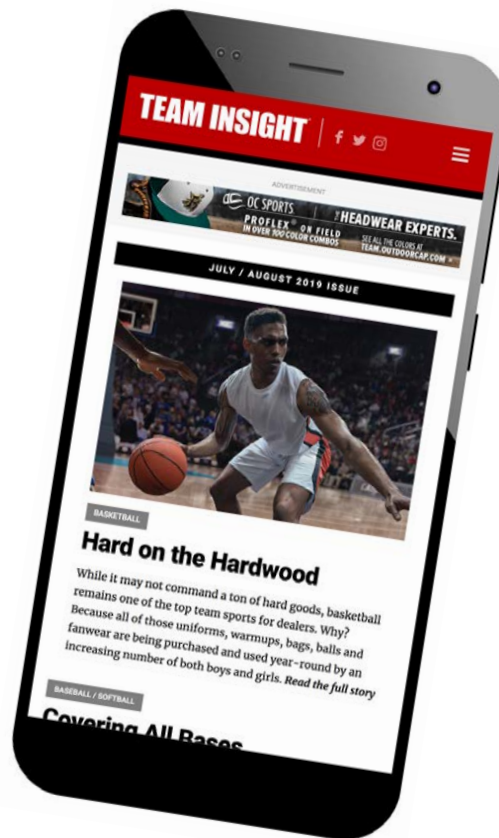 TEAM INSIGHT
ADVERTISEMENT
OC SPORTS
THE HEADWEAR EXPERTS.
PROFLEX® ON FIELD
IN OVER 100 COLOR COMBOS
SEE ALL THE COLORS AT
TEAM.OUTDOORCAP.COM »
JULY / AUGUST 2019 ISSUE
BASKETBALL
Hard on the Hardwood
While it may not command a ton of hard goods, basketball
remains one of the top team sports for dealers. Why?
Because all of those uniforms, warmups, bags, balls and
fanwear are being purchased and used year-round by an
increasing number of both boys and girls. Read the full story
BASEBALL / SOFTBALL
Covering All Bases